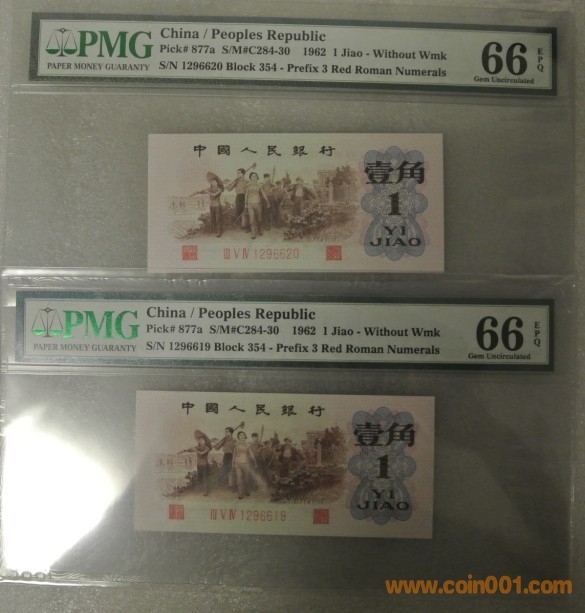 PMG
PAPER MONEY GUARANTY
China / Peoples Republic
Pick# 877a S/M#C284-30 1962 1 Jiao - Without Wmk
S/N 1296620 Block 354 - Prefix 3 Red Roman Numerals
66 EPQ
Gem Uncirculated
中國人民銀行
壹角
1
YI
JIAO
III V IV 1296620
PMG
PAPER MONEY GUARANTY
China / Peoples Republic
Pick# 877a S/M#C284-30 1962 1 Jiao - Without Wmk
S/N 1296619 Block 354 - Prefix 3 Red Roman Numerals
66 EPQ
Gem Uncirculated
中國人民銀行
壹角
1
YI
JIAO
III V IV 1296619
www.coin001.com